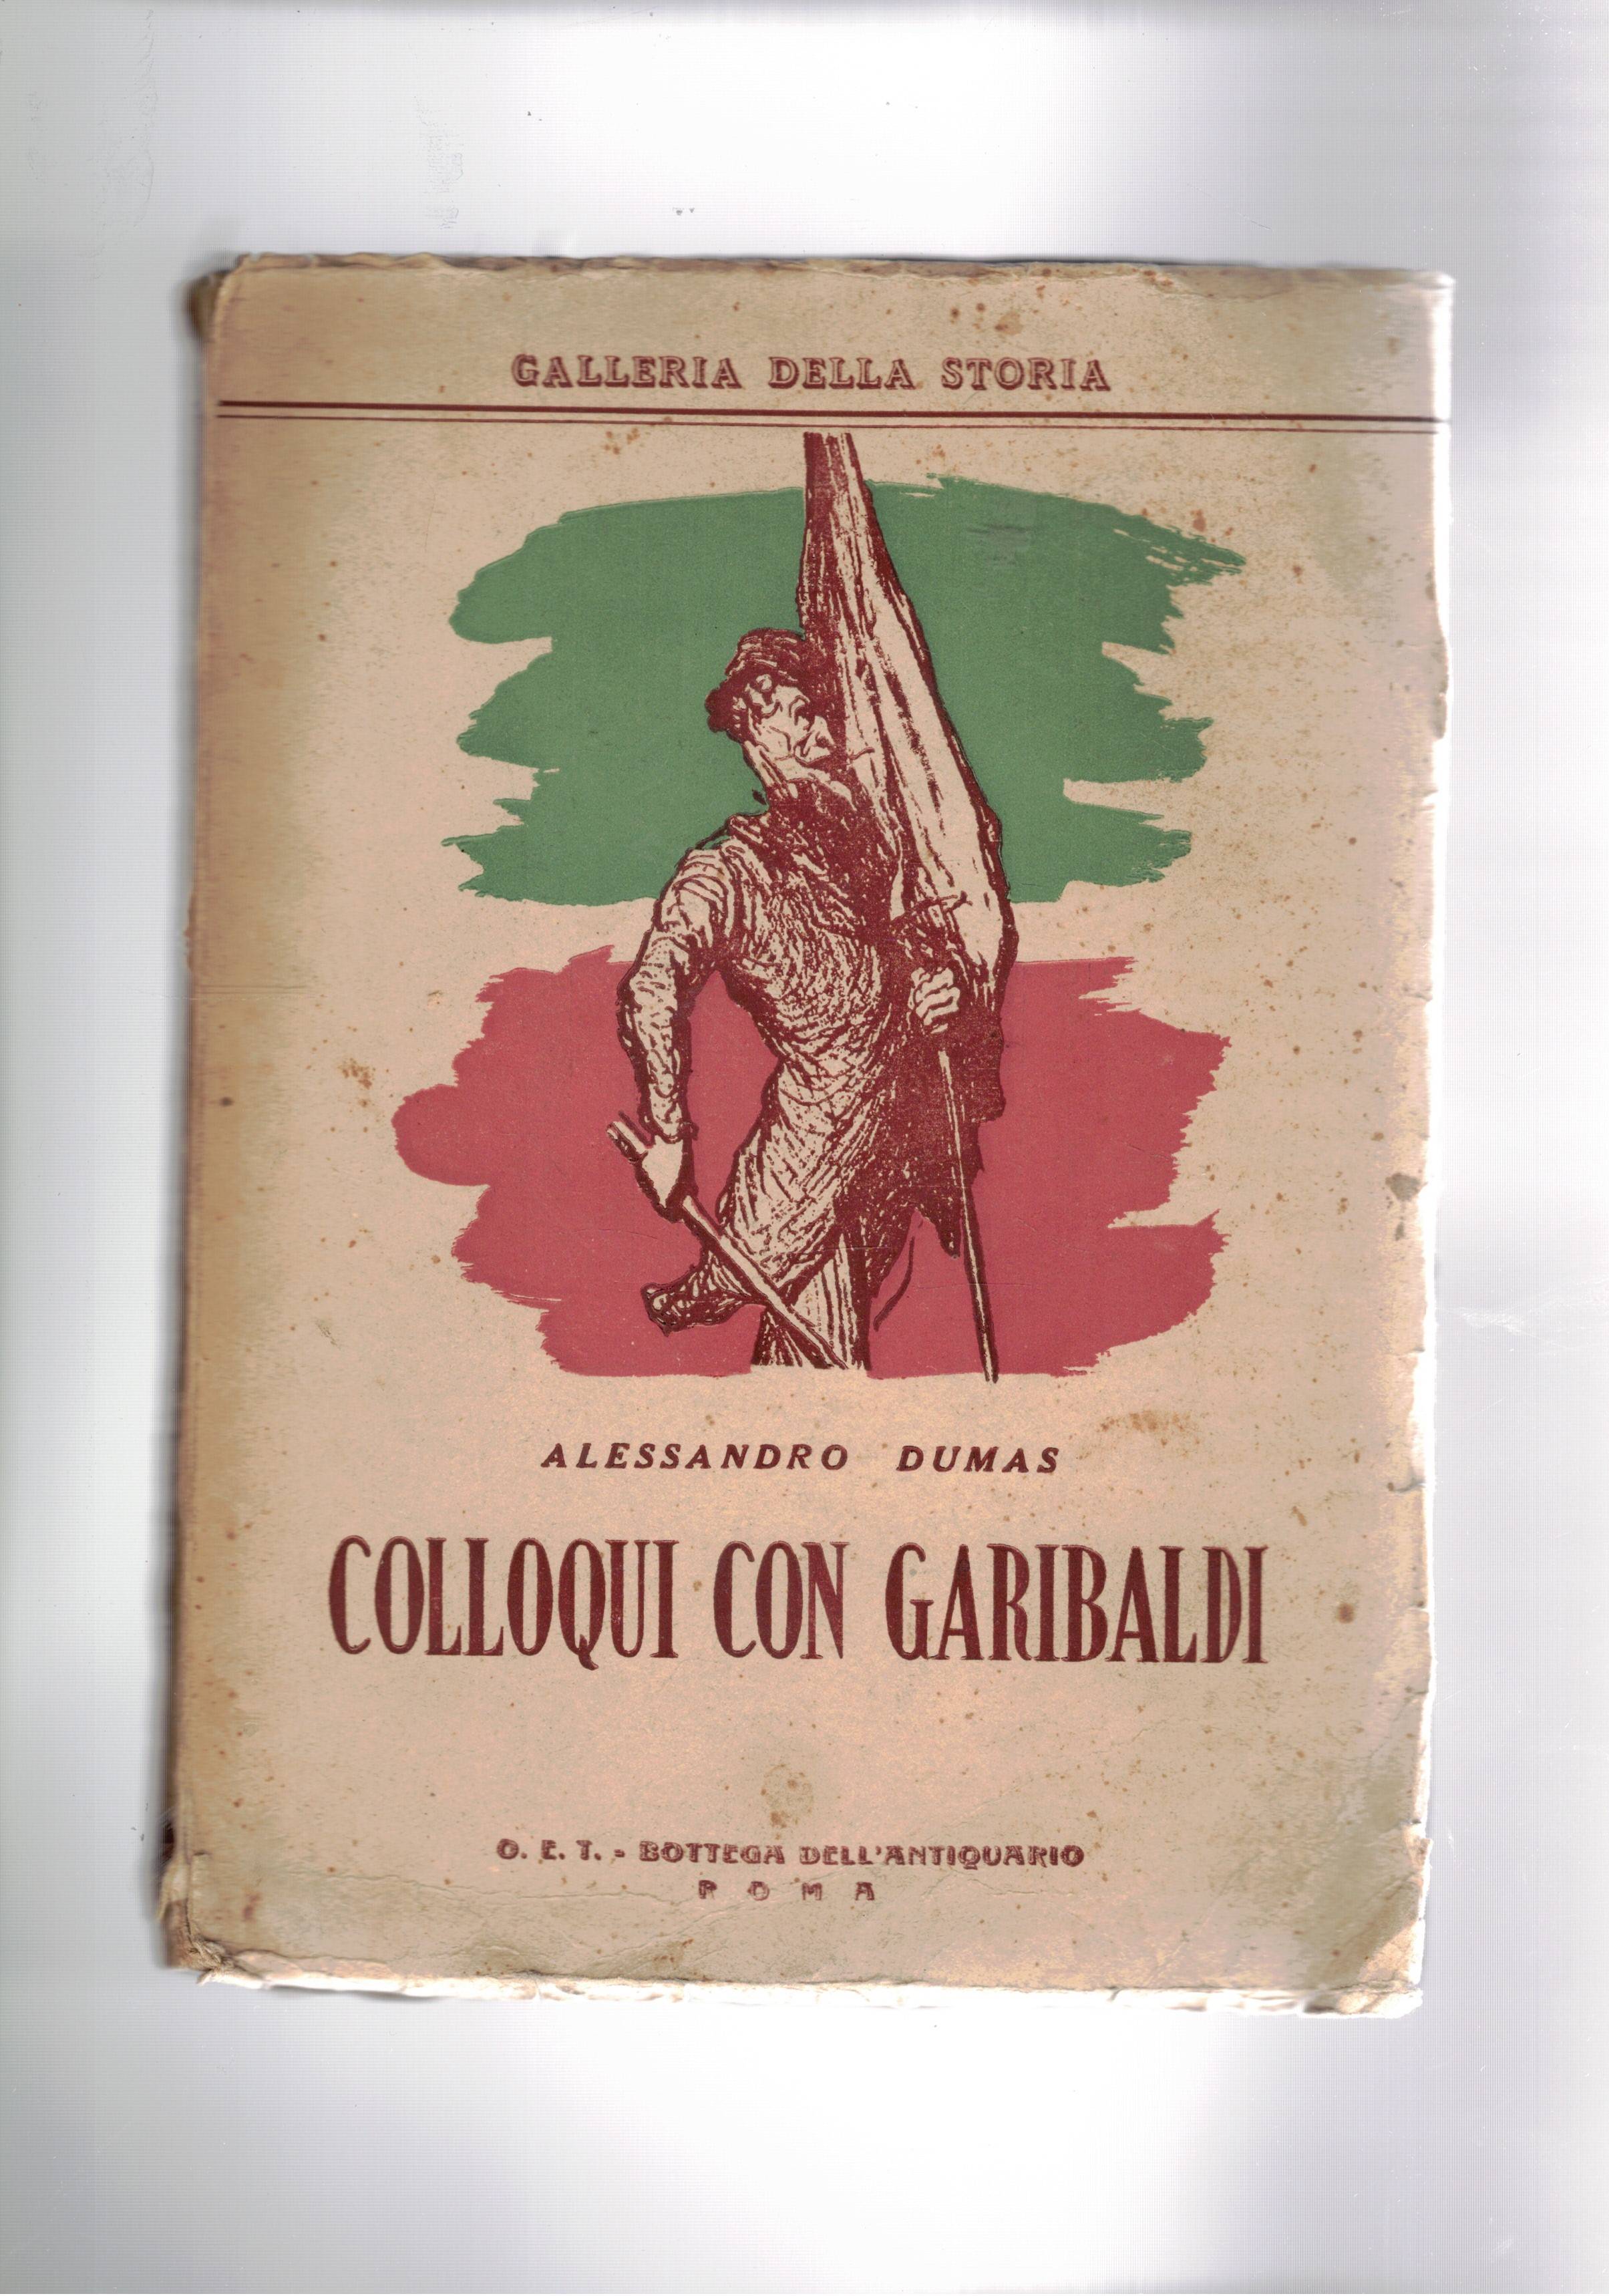 GALLERIA DELLA STORIA
ALESSANDRO DUMAS
COLLOQUI CON GARIBALDI
O. E. T. - BOTTEGA DELL'ANTIQUARIO
ROMA